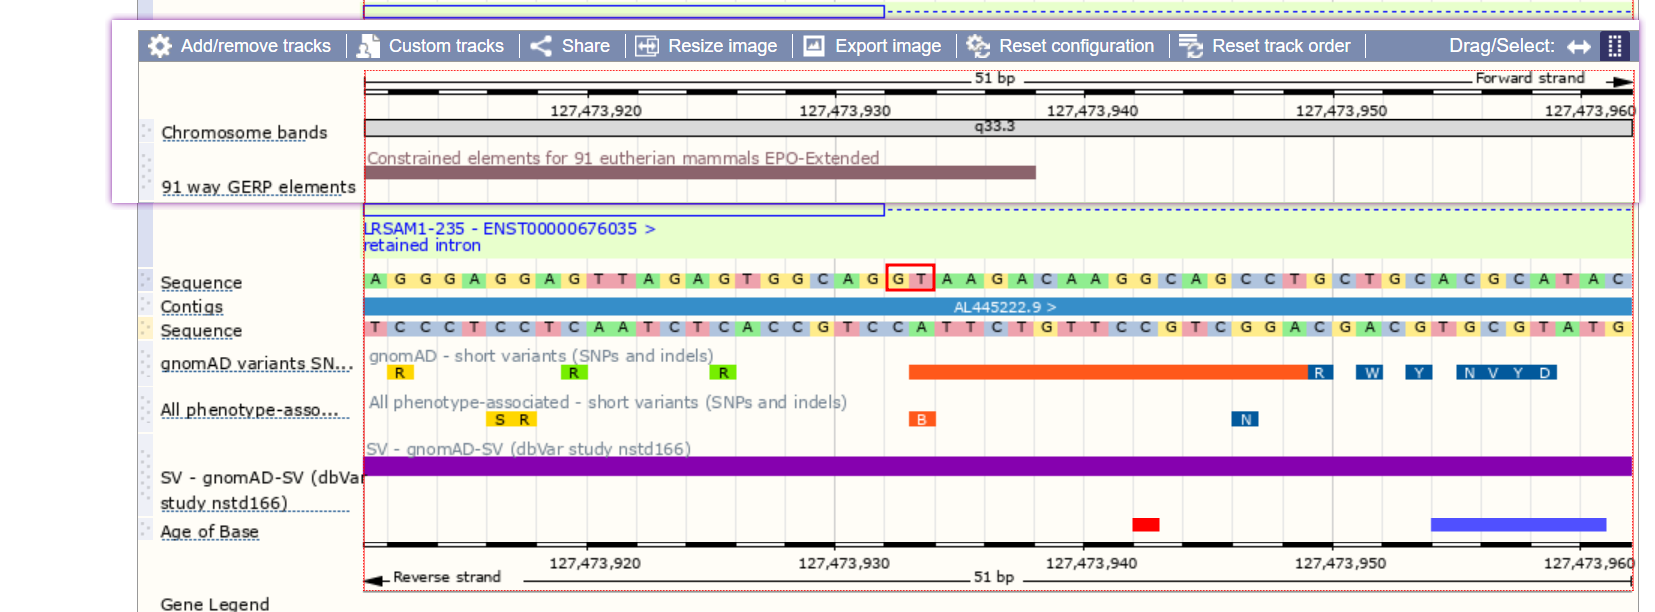 Add/remove tracks Custom tracks Share Resize image Export image Reset configuration Reset track order Drag/Select:
51 bp Forward strand
127,473,920 127,473,930 127,473,940 127,473,950 127,473,960
Chromosome bands q33.3
Constrained elements for 91 eutherian mammals EPO-Extended
91 way GERP elements
LRSAM1-235 - ENST00000676035 >
retained intron
Sequence A G G G A G G A G T T A G A G T G G C A G G T A A G A C A A G G C A G C C T G C T G C A C G C A T A C
Contigs AL445222.9 >
Sequence T C C C T C C T C A A T C T C A C C G T C C A T T C T G T T C C G T C G G A C G A C G T G C G T A T G
gnomAD variants SN... gnomAD - short variants (SNPs and indels)
R R R R W Y N V Y D
All phenotype-asso... All phenotype-associated - short variants (SNPs and indels)
S R B N
SV - gnomAD-SV (dbVar study nstd166)
SV - gnomAD-SV (dbVar
study nstd166)
Age of Base
127,473,920 127,473,930 127,473,940 127,473,950 127,473,960
Reverse strand 51 bp
Gene Legend